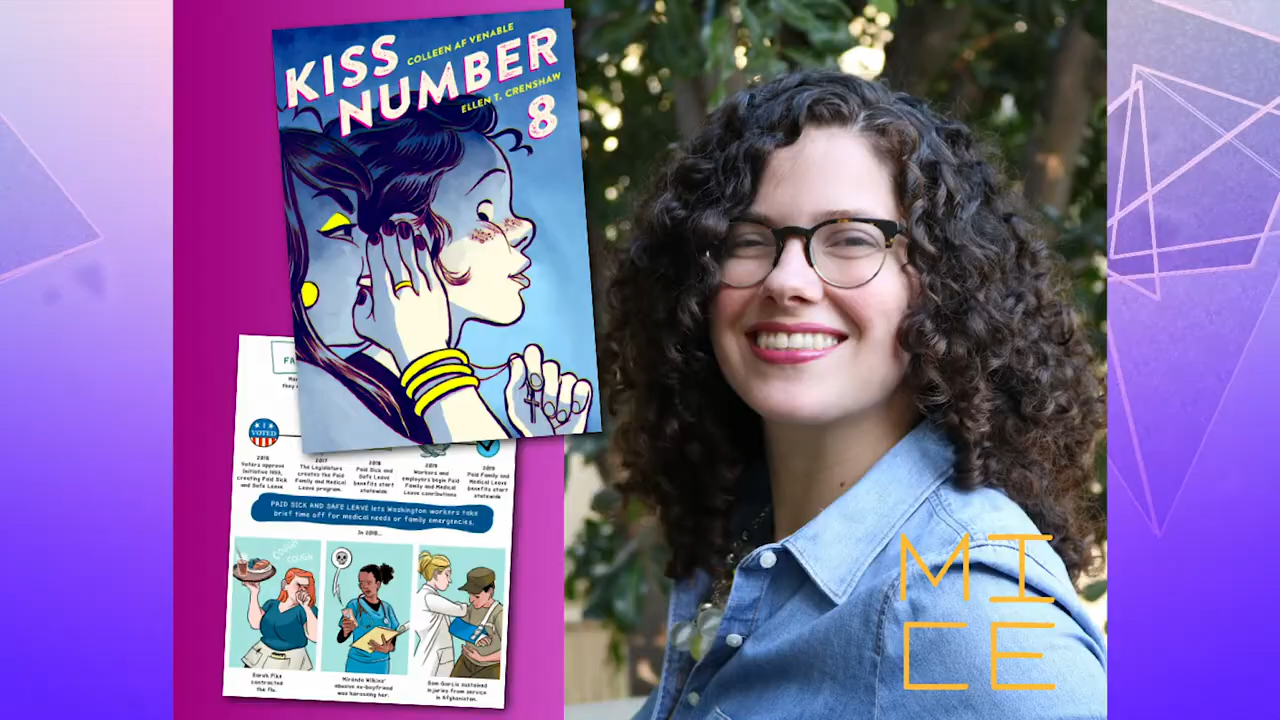 KISS
COLLEEN AF VENABLE
NUMBER
ELLEN T. CRENSHAW
8
FA
I
VOTED
2016
Voters approve
Initiative 1433,
creating Paid Sick
and Safe Leave
2017
The Legislature
creates the Paid
Family and Medical
Leave program.
2018
Paid Sick and
Safe Leave
benefits start
statewide
2019
Workers and
employers begin Paid
Family and Medical
Leave contributions
Paid Family and
Medical Leave
benefits start
statewide
PAID SICK AND SAFE LEAVE lets Washington workers take
brief time off for medical needs or family emergencies.
In 2018...
COUGH
COUGH
Sarah Pike
contracted
the flu.
Miranda Wilkins'
abusive ex-boyfriend
was harassing her.
Sam Garcia sustained
injuries from service
in Afghanistan.
MI
CE